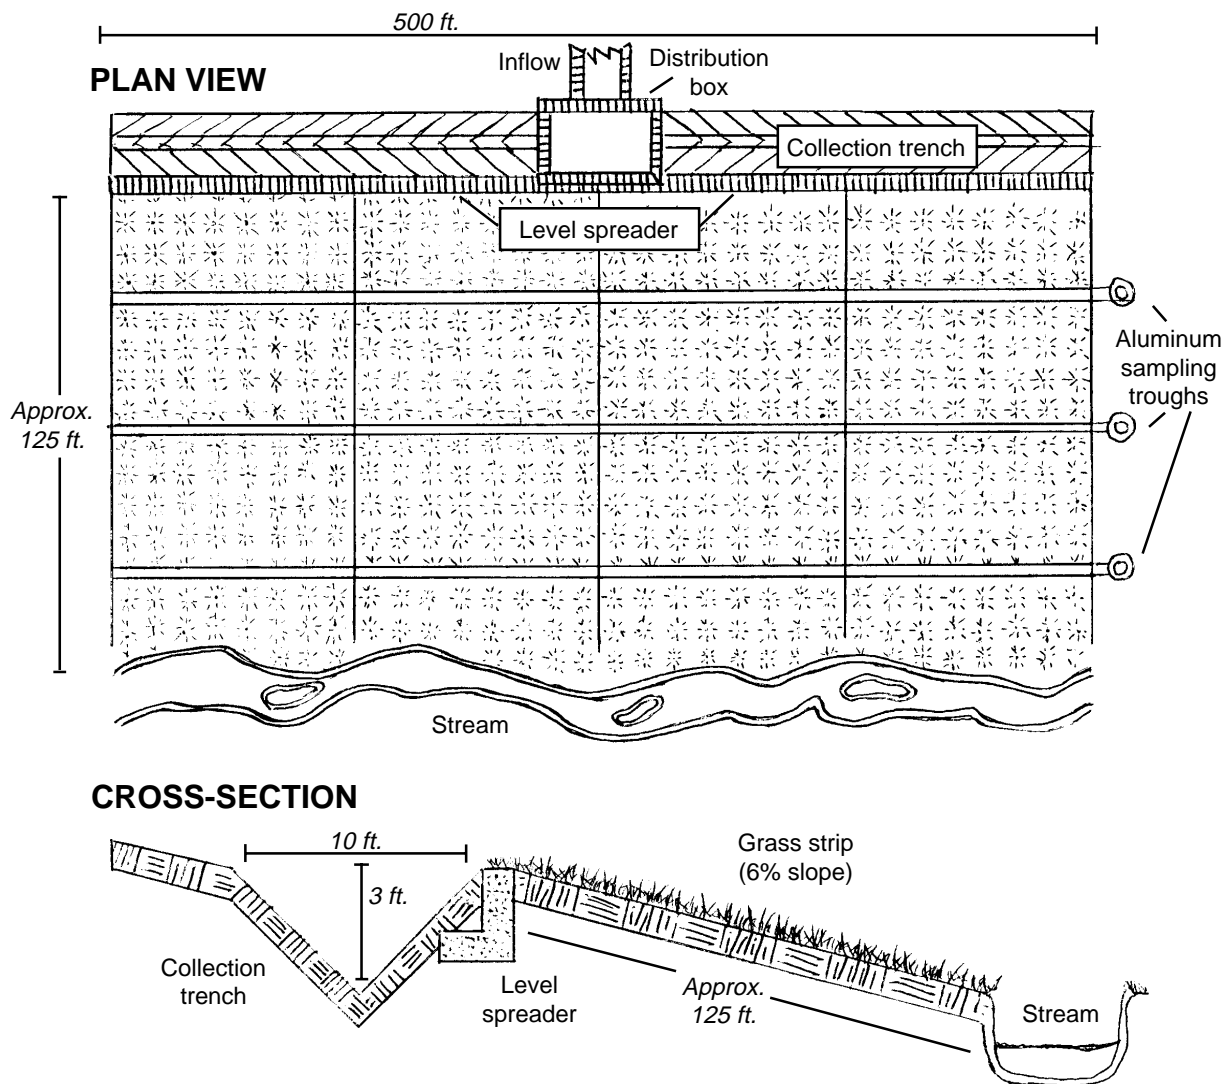 500 ft.
PLAN VIEW
Inflow
Distribution
box
Collection trench
Level spreader
Aluminum
sampling
troughs
Approx.
125 ft.
Stream
CROSS-SECTION
10 ft.
3 ft.
Grass strip
(6% slope)
Collection
trench
Level
spreader
Approx.
125 ft.
Stream